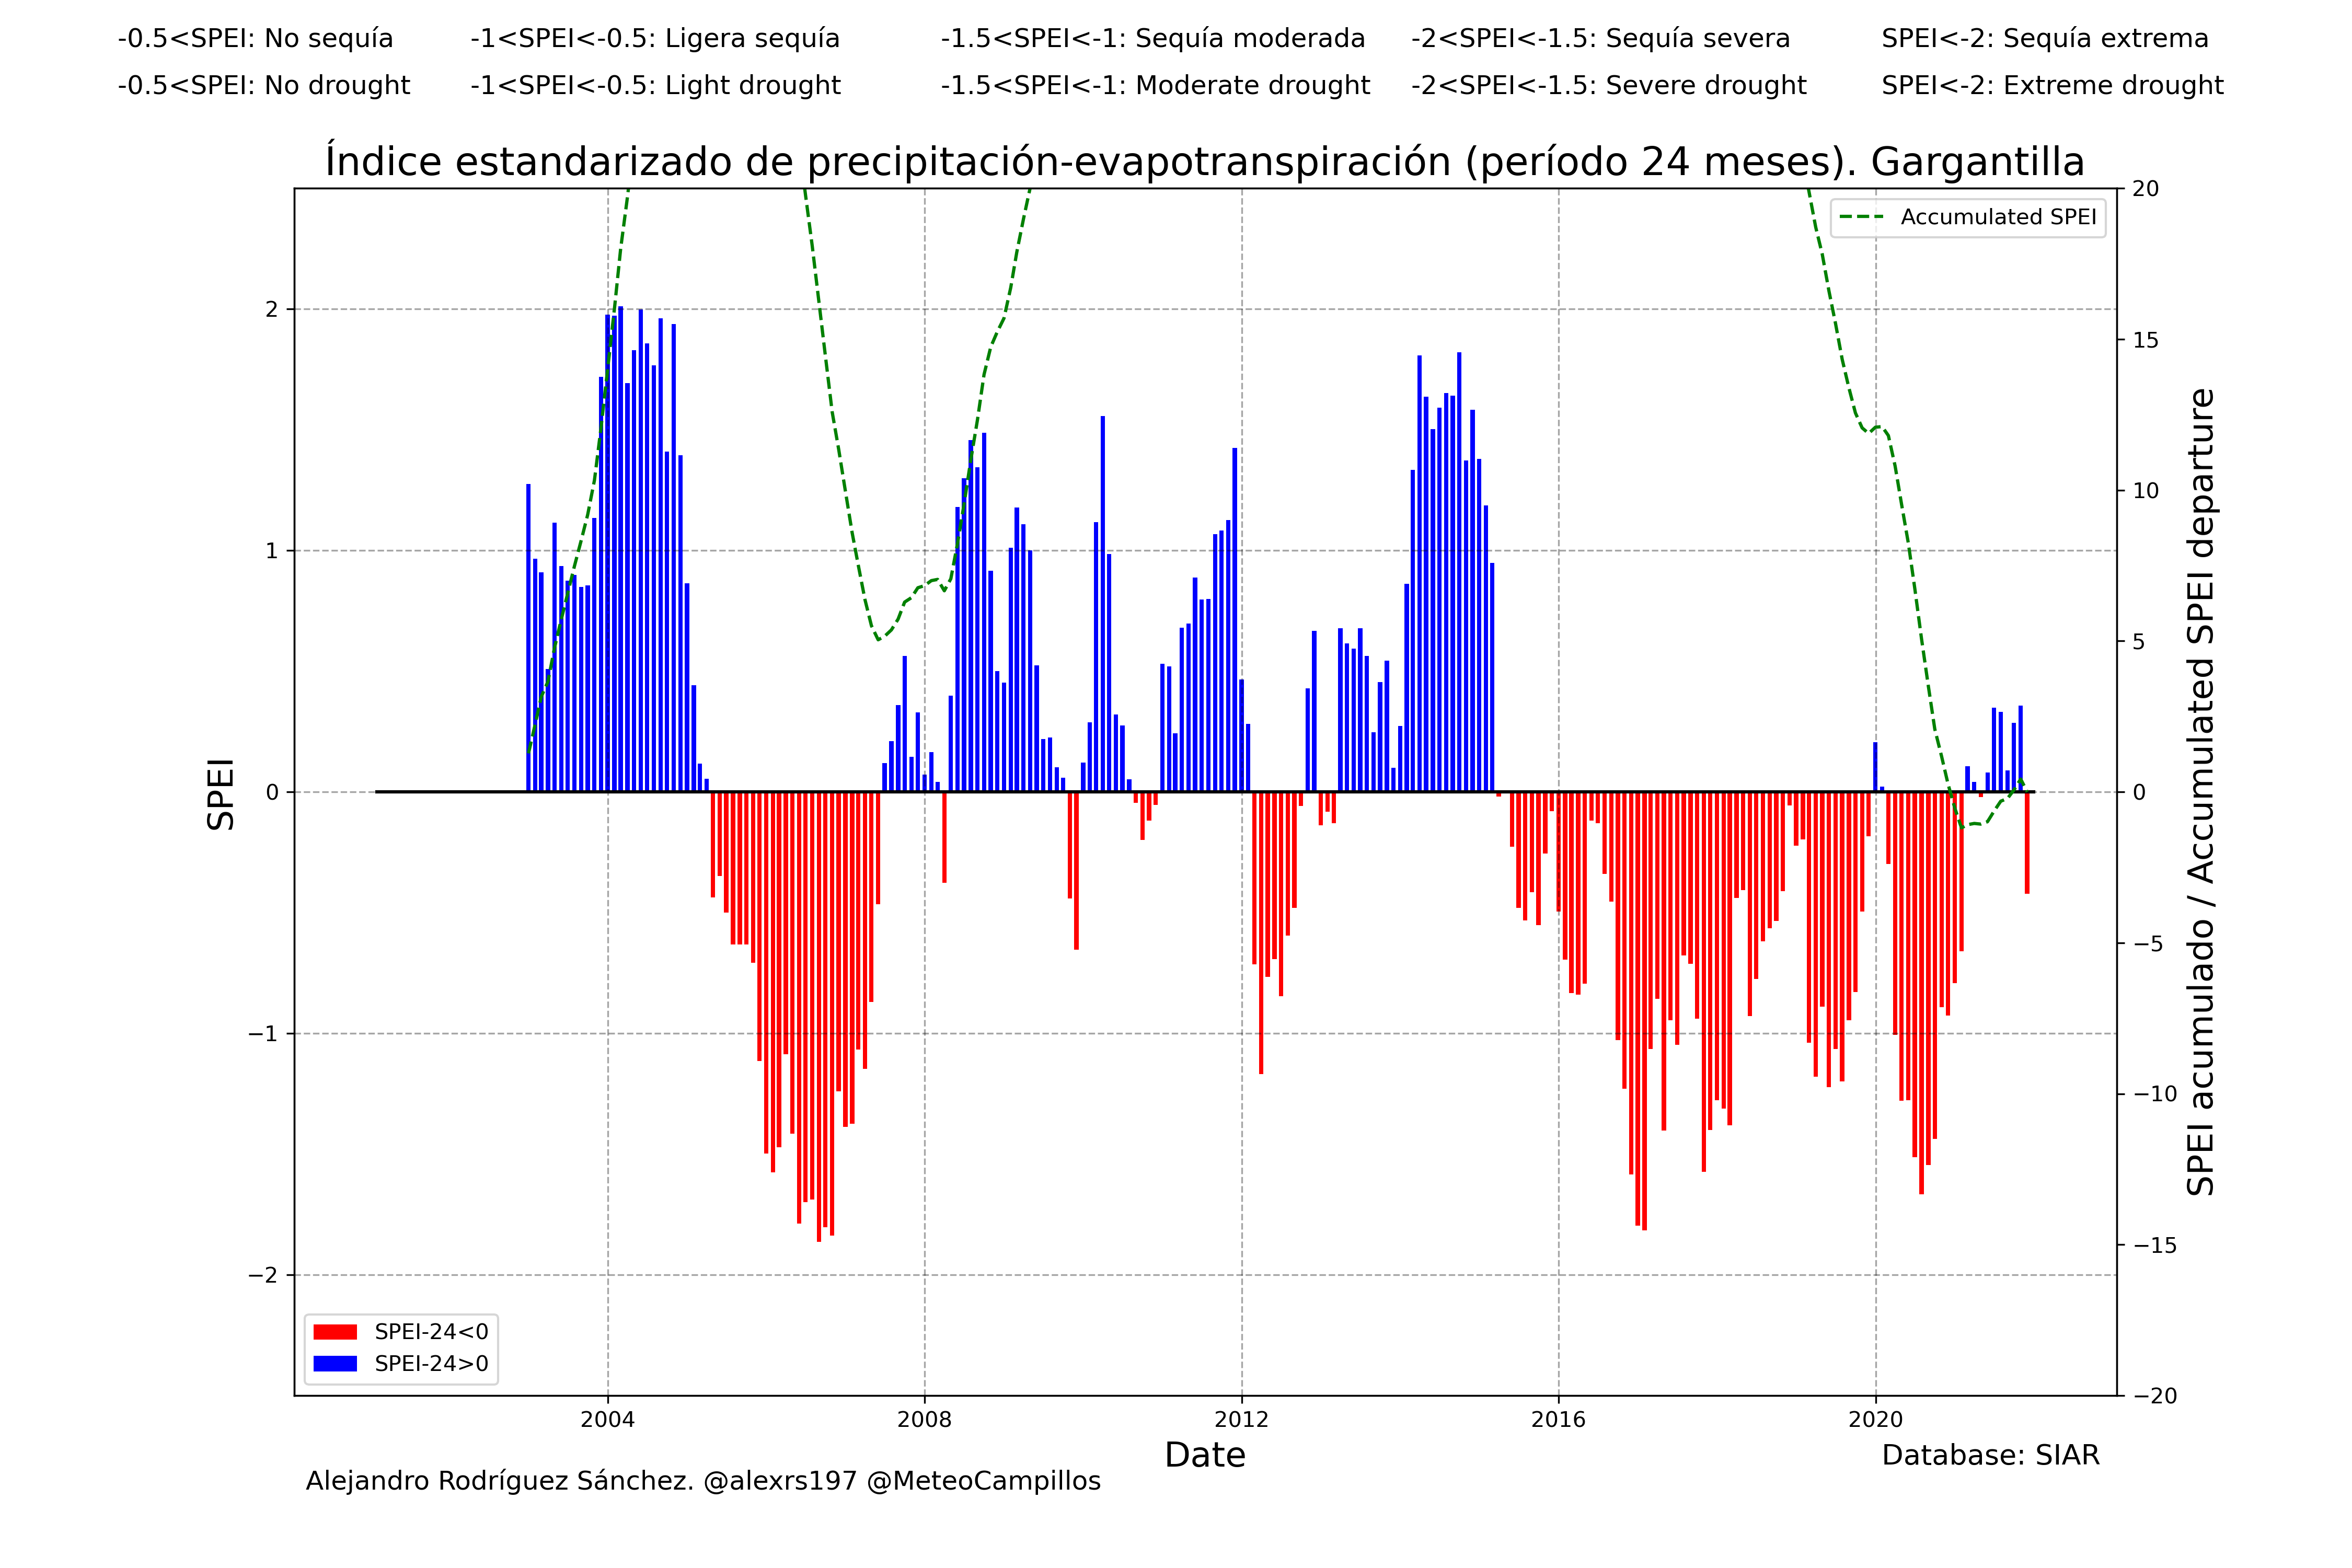 -0.5<SPEI: No sequía -1<SPEI<-0.5: Ligera sequía -1.5<SPEI<-1: Sequía moderada -2<SPEI<-1.5: Sequía severa SPEI<-2: Sequía extrema
-0.5<SPEI: No drought -1<SPEI<-0.5: Light drought -1.5<SPEI<-1: Moderate drought -2<SPEI<-1.5: Severe drought SPEI<-2: Extreme drought
Índice estandarizado de precipitación-evapotranspiración (período 24 meses). Gargantilla
Accumulated SPEI
SPEI
2
1
0
−1
−2
20
15
10
5
0
−5
−10
−15
−20
SPEI acumulado / Accumulated SPEI departure
SPEI-24<0
SPEI-24>0
2004 2008 2012 2016 2020
Date
Database: SIAR
Alejandro Rodríguez Sánchez. @alexrs197 @MeteoCampillos